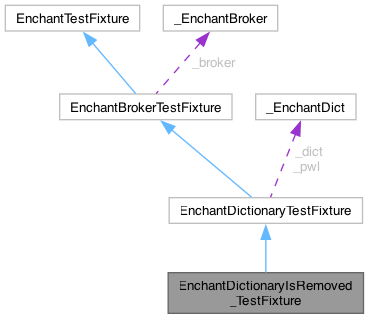 EnchantTestFixture
_EnchantBroker
_broker
EnchantBrokerTestFixture
_EnchantDict
_dict
_pwl
EnchantDictionaryTestFixture
EnchantDictionaryIsRemoved
_TestFixture